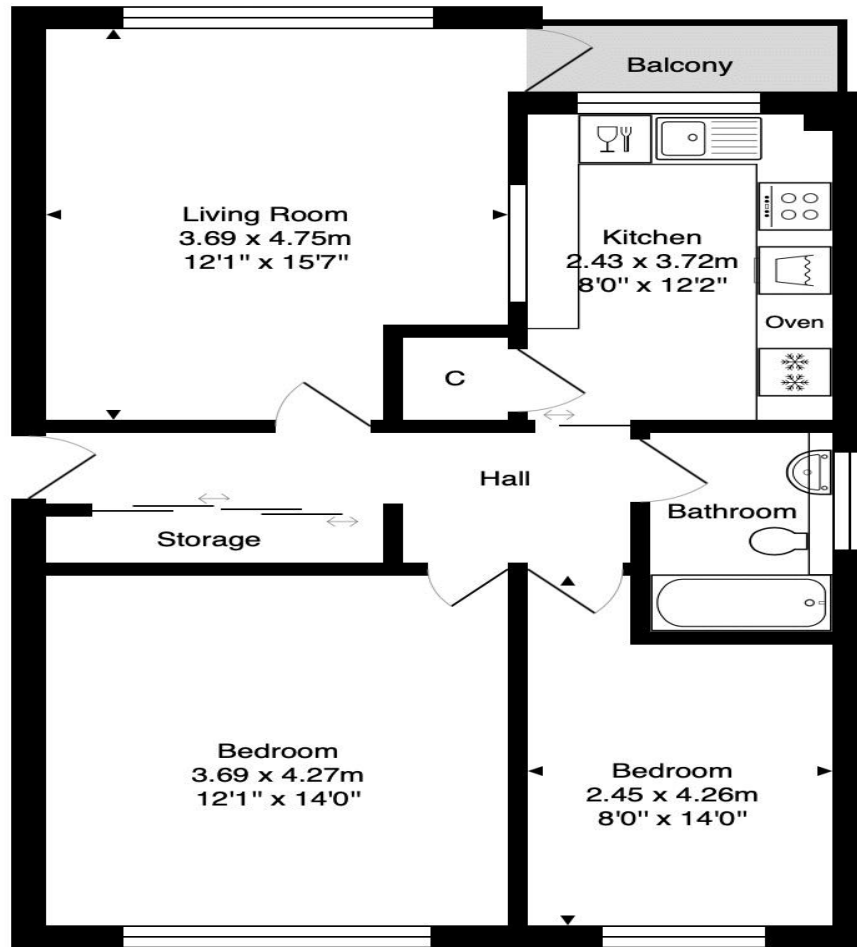 Balcony
Living Room
3.69 x 4.75m
12'1" x 15'7"
Kitchen
2.43 x 3.72m
8'0" x 12'2"
Oven
C
Hall
Bathroom
Storage
Bedroom
3.69 x 4.27m
12'1" x 14'0"
Bedroom
2.45 x 4.26m
8'0" x 14'0"